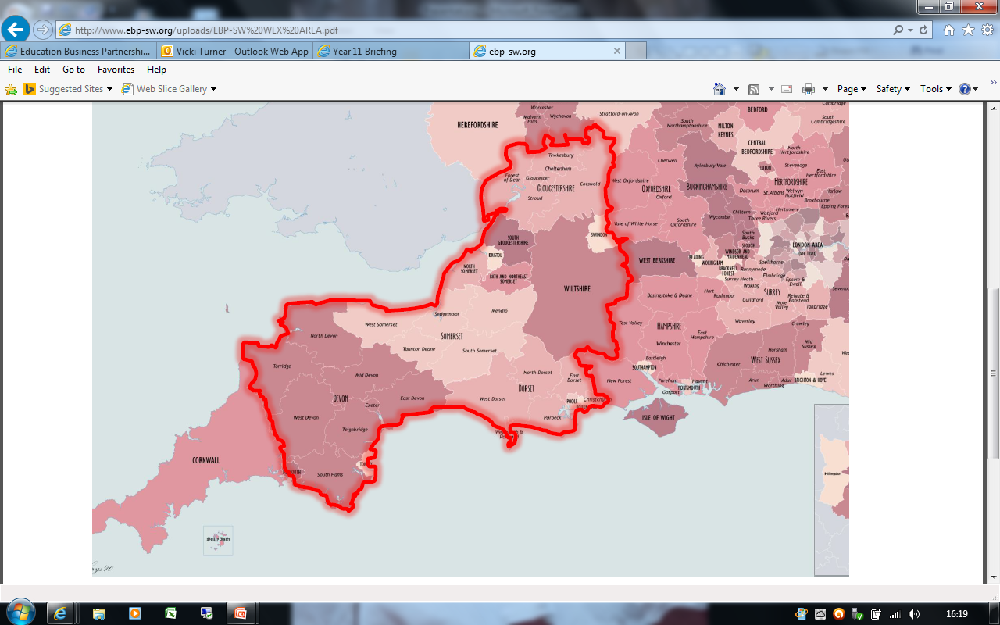 http://www.ebp-sw.org/uploads/EBP-SW%20WEX%20AREA.pdf
Education Business Partnershi... Vicki Turner - Outlook Web App Year 11 Briefing ebp-sw.org
File Edit Go to Favorites Help
Suggested Sites Web Slice Gallery Page Safety Tools
Worcester
Malvern Hills
Wychavon
Stratford-on-Avon
HEREFORDSHIRE
South Northamptonshire
BEDFORD
Cambridge
South Cambridgeshire
MILTON KEYNES
CENTRAL BEDFORDSHIRE
Tewkesbury
Cheltenham
Forest of Dean
Gloucester
GLOUCESTERSHIRE
Cotswold
Stroud
Cherwell
West Oxfordshire
OXFORDSHIRE
Oxford
Aylesbury Vale
BUCKINGHAMSHIRE
LUTON
North Hertfordshire
Stevenage
East Hertfordshire
HERTFORDSHIRE
Dacorum
St.Albans
Welwyn Hatfield
Harlow
Broxbourne
Epping Fore
Watford
Hertsmere
Three Rivers
Chiltern
Wycombe
South Bucks
SLOUGH
Vale of White Horse
South Oxfordshire
SWINDON
SOUTH GLOUCESTERSHIRE
BRISTOL
NORTH SOMERSET
BATH AND NORTHEAST SOMERSET
WILTSHIRE
WEST BERKSHIRE
READING
WOKINGHAM
WINDSOR AND MAIDENHEAD
BRACKNELL FOREST
LONDON AREA
(see inset)
Spelthorne
Runnymede
Elmbridge
Epsom & Ewell
Surrey Heath
Woking
SURREY
Guildford
Mole Valley
Reigate & Banstead
Tanbridge
Sevenoo
Waverley
Crawley
Basingstoke & Deane
Hart
Rushmoor
Test Valley
HAMPSHIRE
Winchester
East Hampshire
Eastleigh
SOUTHAMPTON
New Forest
Fareham
Gosport
Havant
PORTSMOUTH
Chichester
WEST SUSSEX
Horsham
Mid Sussex
Arun
Worthing
Adur
BRIGHTON & HOVE
Lewes
ISLE OF WIGHT
West Somerset
Sedgemoor
Mendip
SOMERSET
Taunton Deane
South Somerset
North Devon
Torridge
Mid Devon
DEVON
Exeter
East Devon
West Devon
Teignbridge
South Hams
North Dorset
East Dorset
DORSET
West Dorset
POOLE
Christchu
Purbeck
CORNWALL
Scilly Isles
Hillingdon
16:19